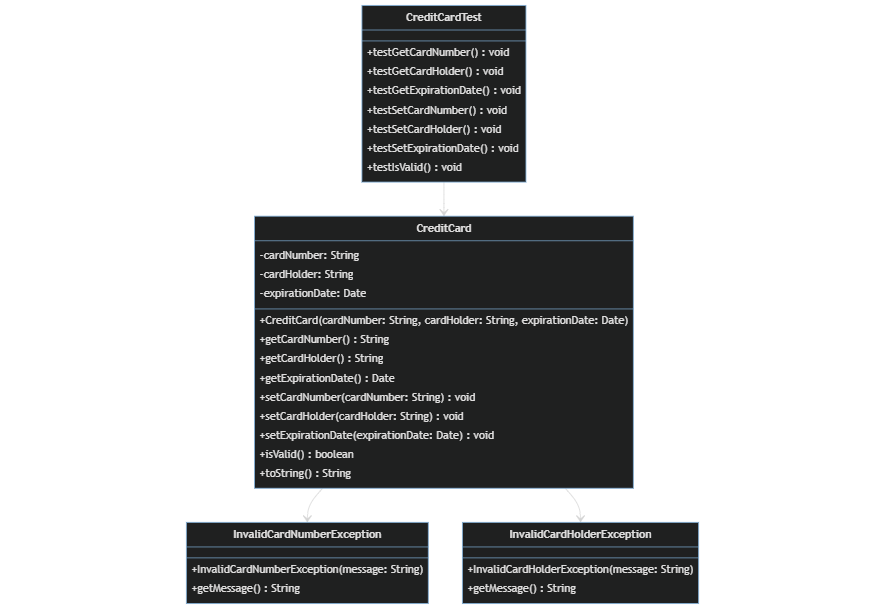 CreditCardTest
+testGetCardNumber() : void
+testGetCardHolder() : void
+testGetExpirationDate() : void
+testSetCardNumber() : void
+testSetCardHolder() : void
+testSetExpirationDate() : void
+testIsValid() : void
CreditCard
-cardNumber: String
-cardHolder: String
-expirationDate: Date
+CreditCard(cardNumber: String, cardHolder: String, expirationDate: Date)
+getCardNumber() : String
+getCardHolder() : String
+getExpirationDate() : Date
+setCardNumber(cardNumber: String) : void
+setCardHolder(cardHolder: String) : void
+setExpirationDate(expirationDate: Date) : void
+isValid() : boolean
+toString() : String
InvalidCardNumberException
+InvalidCardNumberException(message: String)
+getMessage() : String
InvalidCardHolderException
+InvalidCardHolderException(message: String)
+getMessage() : String